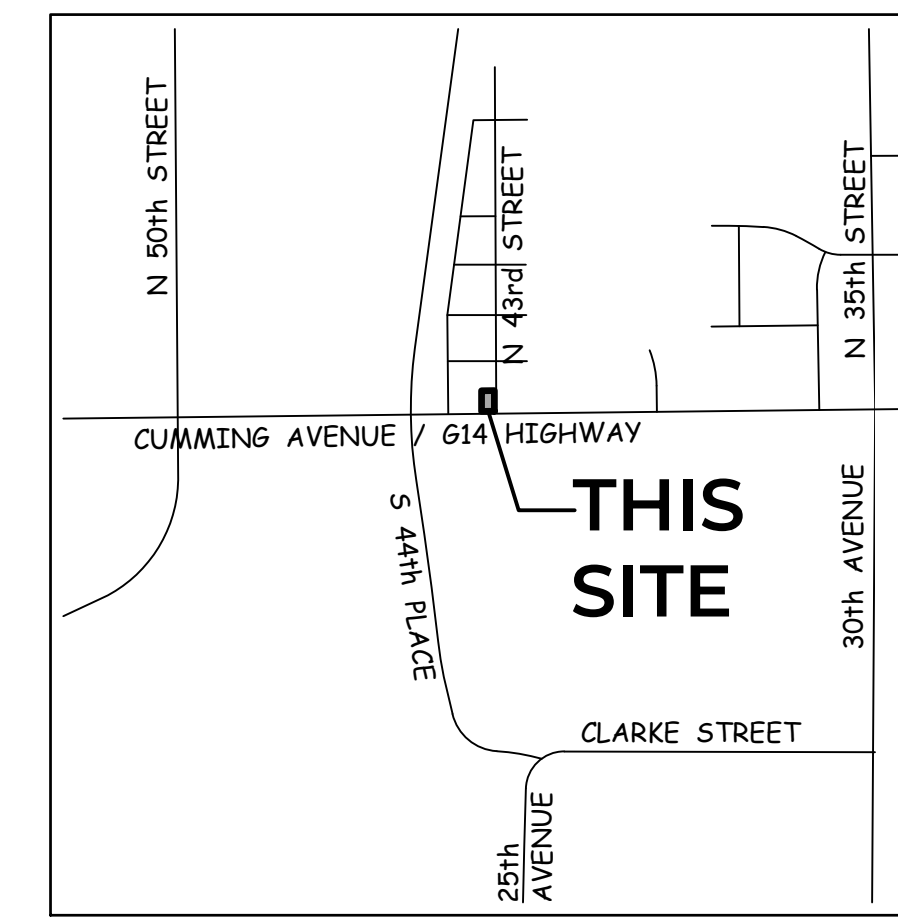 N 50th STREET
N 43rd STREET
N 35th STREET
CUMMING AVENUE / G14 HIGHWAY
THIS
SITE
S 44th PLACE
30th AVENUE
CLARKE STREET
25th
AVENUE